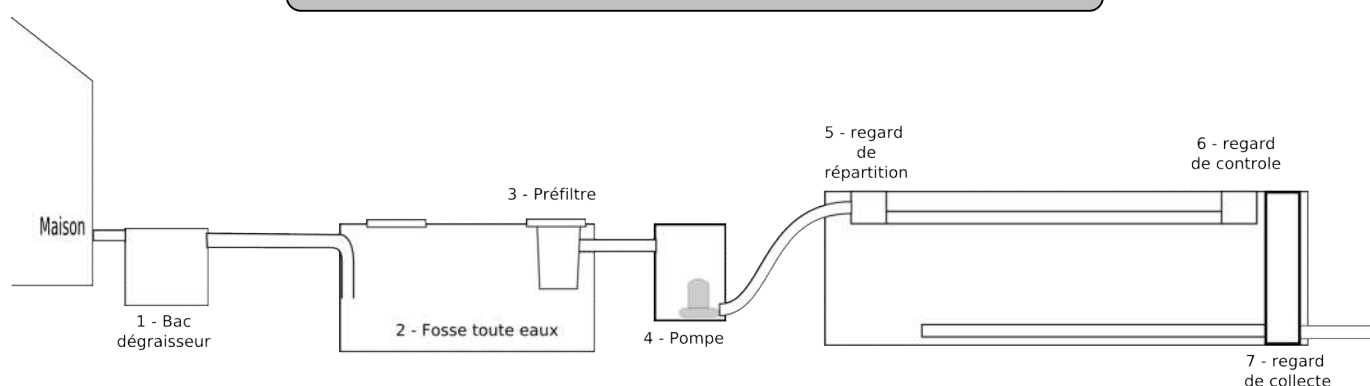 Maison
1 - Bac
dégraisseur
2 - Fosse toute eaux
3 - Préfiltre
4 - Pompe
5 - regard
de
répartition
6 - regard
de controle
7 - regard
de collecte